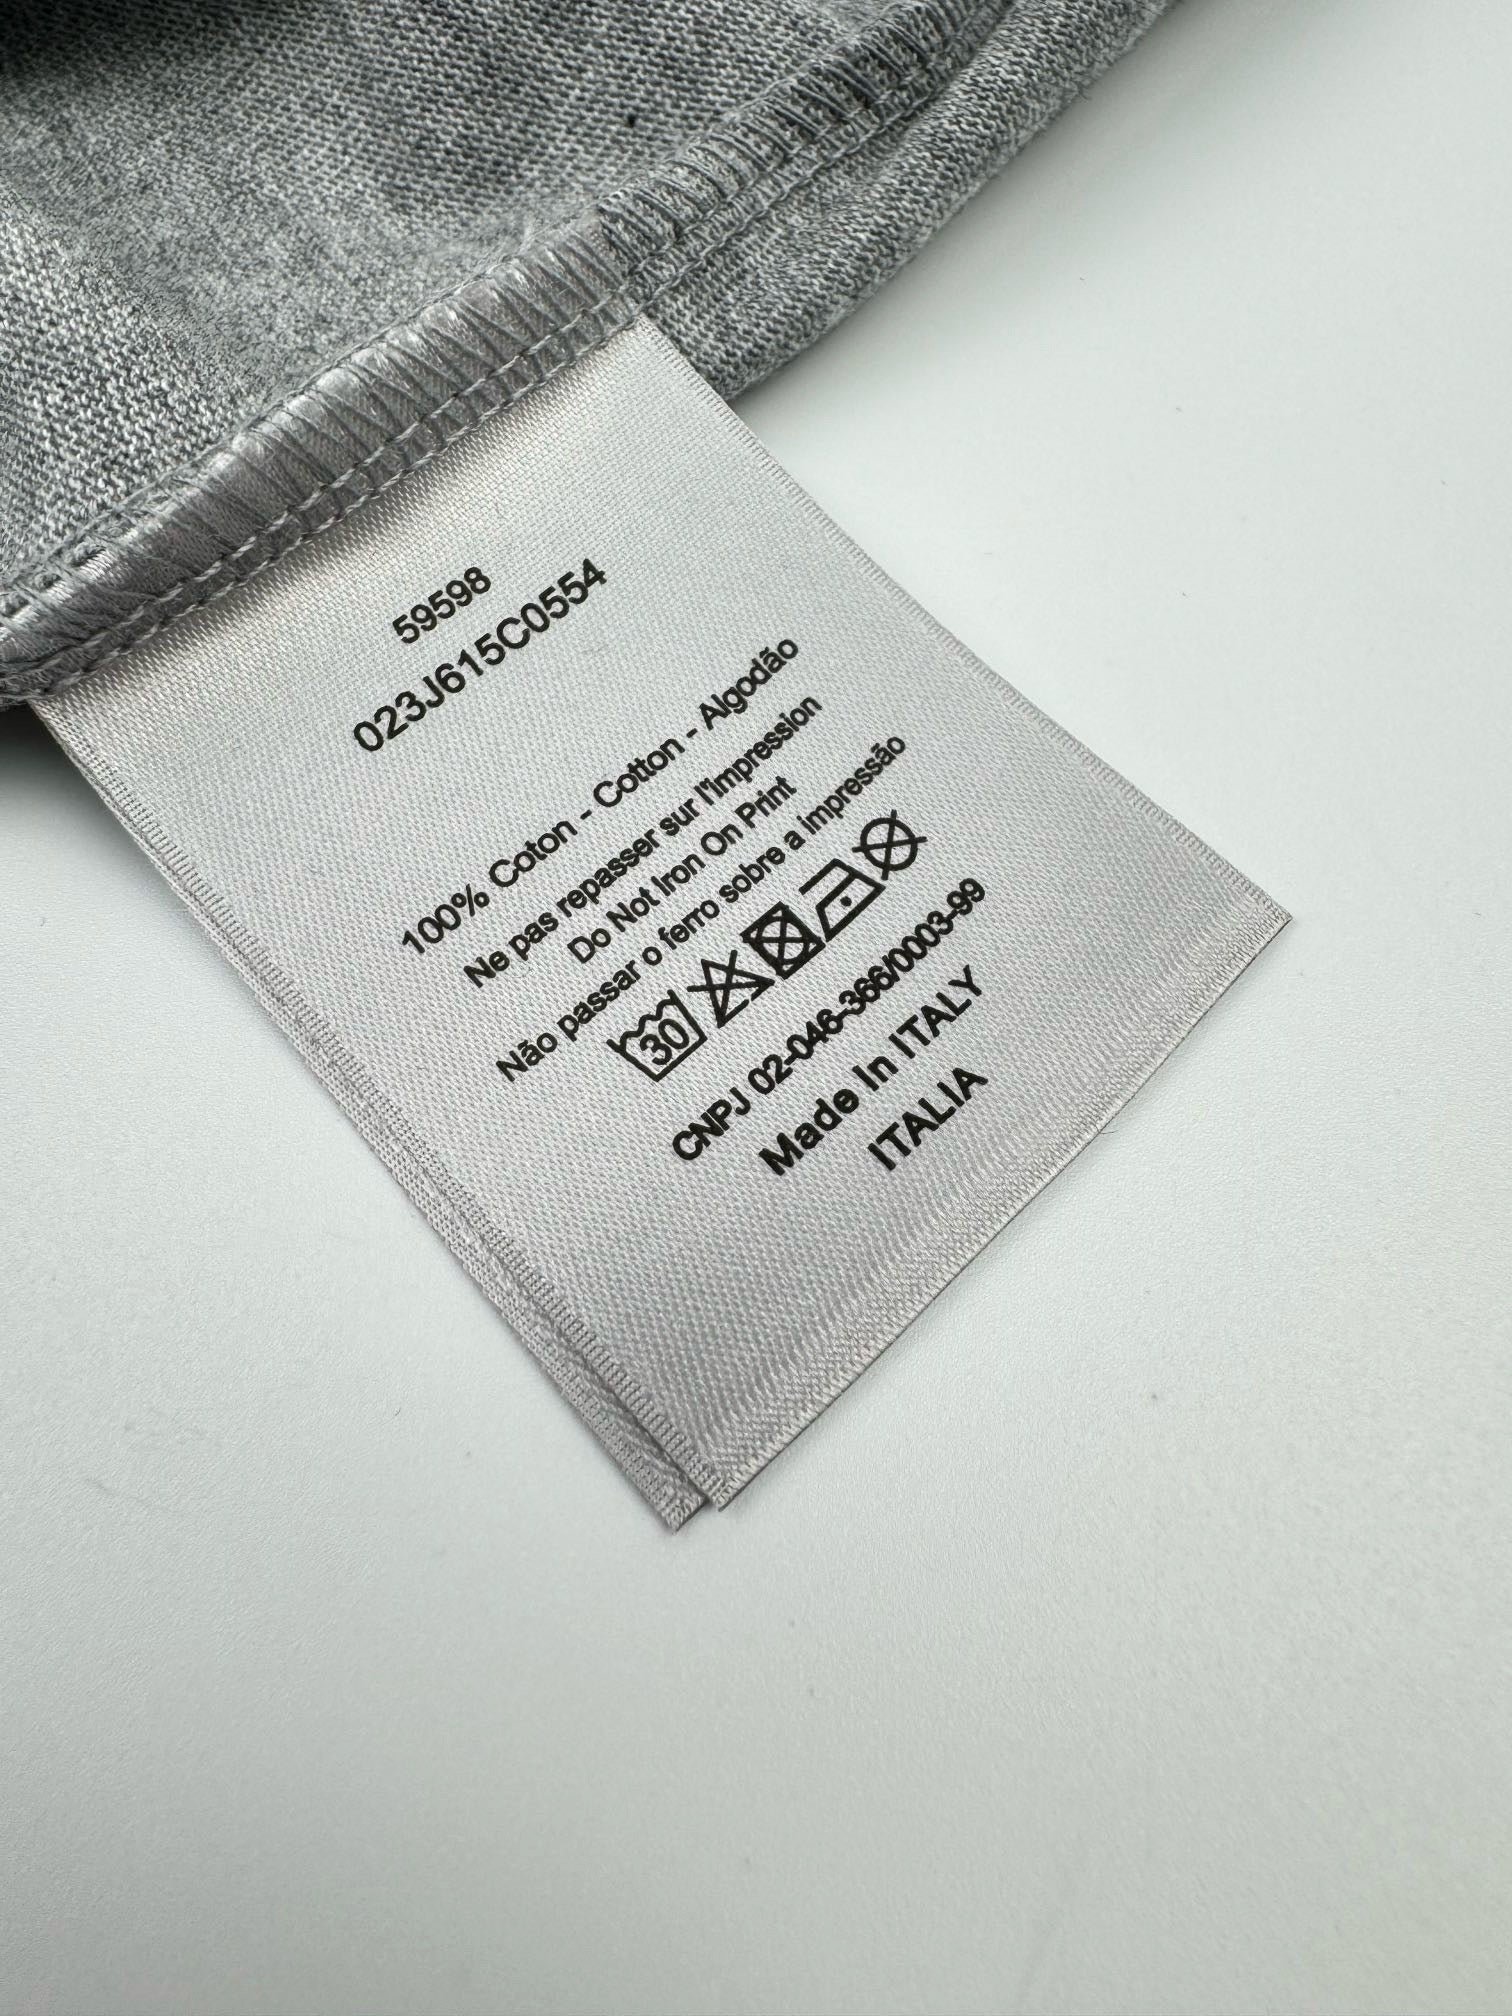 59598
023J615C0554
100% Coton - Cotton - Algodão
Ne pas repasser sur l'impression
Do Not Iron On Print
Não passar o ferro sobre a impressão
30
CNPJ 02-046-366/0003-99
Made In ITALY
ITALIA